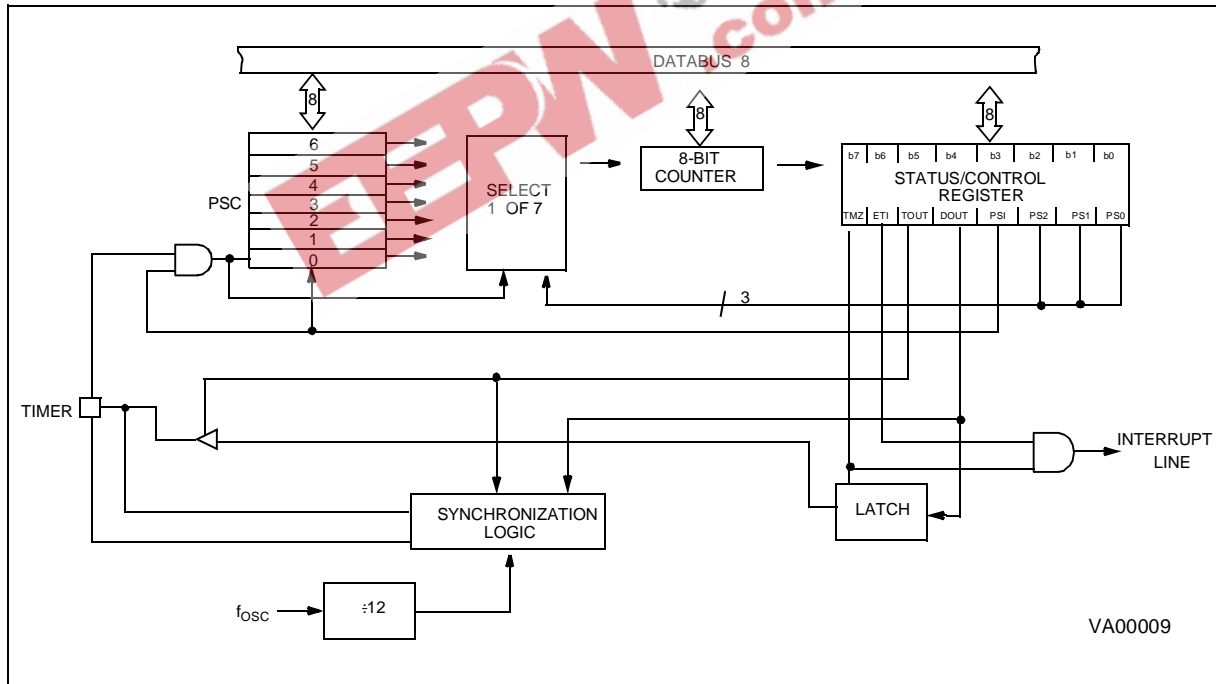 EEPW.com
DATABUS 8
8
8
8
6
5
4
3
2
1
0
PSC
SELECT
1 OF 7
8-BIT
COUNTER
b7 b6 b5 b4 b3 b2 b1 b0
STATUS/CONTROL
REGISTER
TMZ ETI TOUT DOUT PSI PS2 PS1 PS0
3
TIMER
INTERRUPT
LINE
LATCH
SYNCHRONIZATION
LOGIC
fOSC
÷12
VA00009